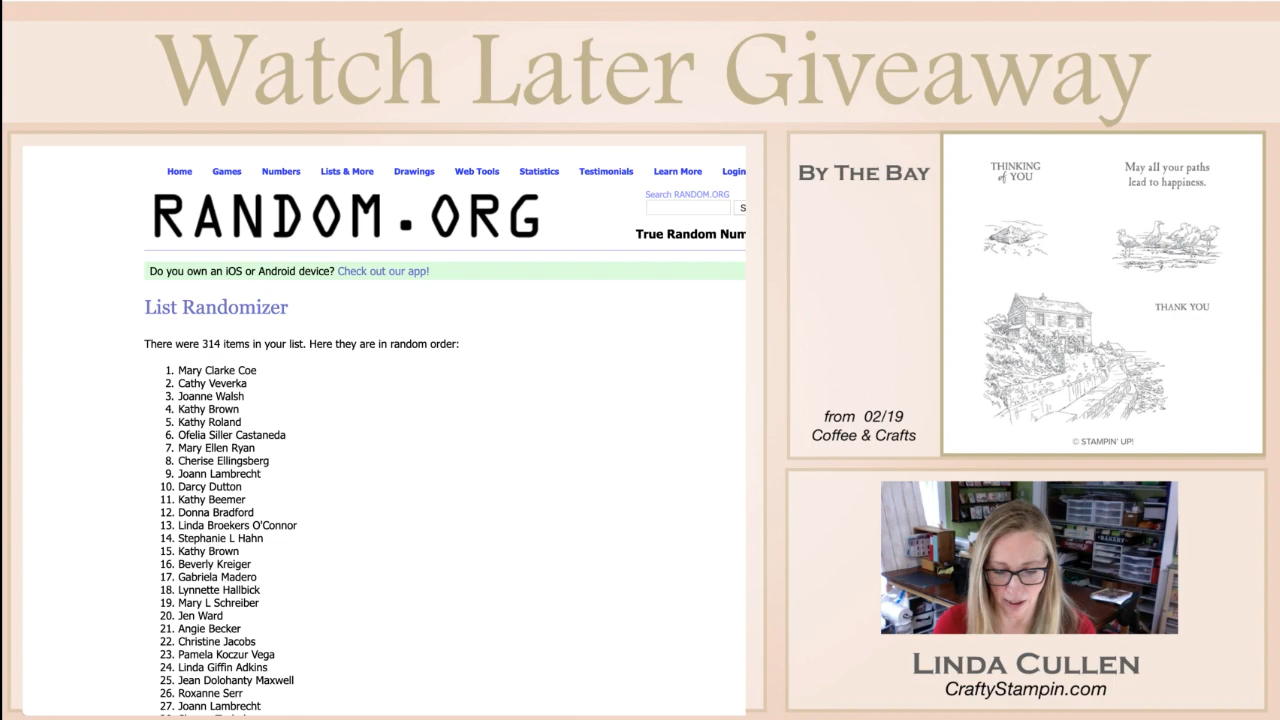 Watch Later Giveaway
Home Games Numbers Lists & More Drawings Web Tools Statistics Testimonials Learn More Login
RANDOM.ORG
Search RANDOM.ORG
S
True Random Num
Do you own an iOS or Android device? Check out our app!
List Randomizer
There were 314 items in your list. Here they are in random order:
1. Mary Clarke Coe
2. Cathy Veverka
3. Joanne Walsh
4. Kathy Brown
5. Kathy Roland
6. Ofelia Siller Castaneda
7. Mary Ellen Ryan
8. Cherise Ellingsberg
9. Joann Lambrecht
10. Darcy Dutton
11. Kathy Beemer
12. Donna Bradford
13. Linda Broekers O'Connor
14. Stephanie L Hahn
15. Kathy Brown
16. Beverly Kreiger
17. Gabriela Madero
18. Lynnette Hallbick
19. Mary L Schreiber
20. Jen Ward
21. Angie Becker
22. Christine Jacobs
23. Pamela Koczur Vega
24. Linda Giffin Adkins
25. Jean Dolohanty Maxwell
26. Roxanne Serr
27. Joann Lambrecht
BY THE BAY
from 02/19
Coffee & Crafts
THINKING
of YOU
May all your paths
lead to happiness.
THANK YOU
© STAMPIN' UP!
BAKERY
LINDA CULLEN
CraftyStampin.com